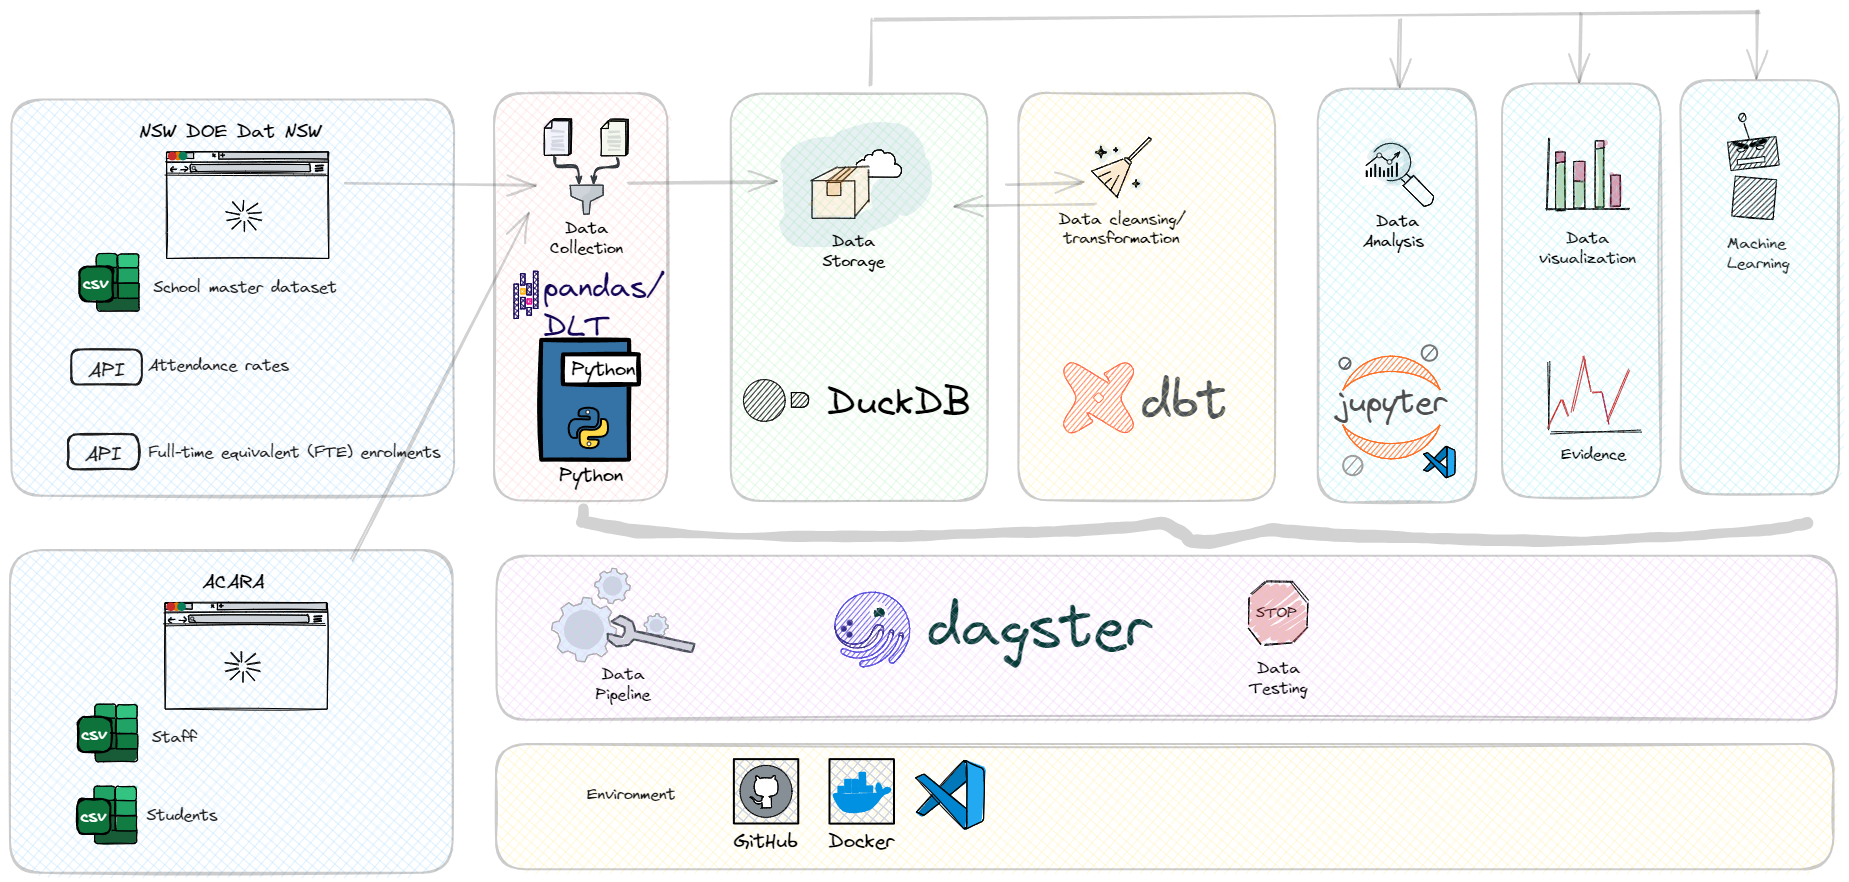 NSW DOE Dat NSW
CSV
School master dataset
API
Attendance rates
API
Full-time equivalent (FTE) enrolments
ACARA
CSV
Staff
CSV
Students
Data
Collection
pandas/
DLT
Python
Python
Data
Storage
DuckDB
Data cleansing/
transformation
dbt
Data
Analysis
jupyter
Data
visualization
Evidence
Machine
Learning
Data
Pipeline
dagster
STOP
Data
Testing
Environment
GitHub
Docker